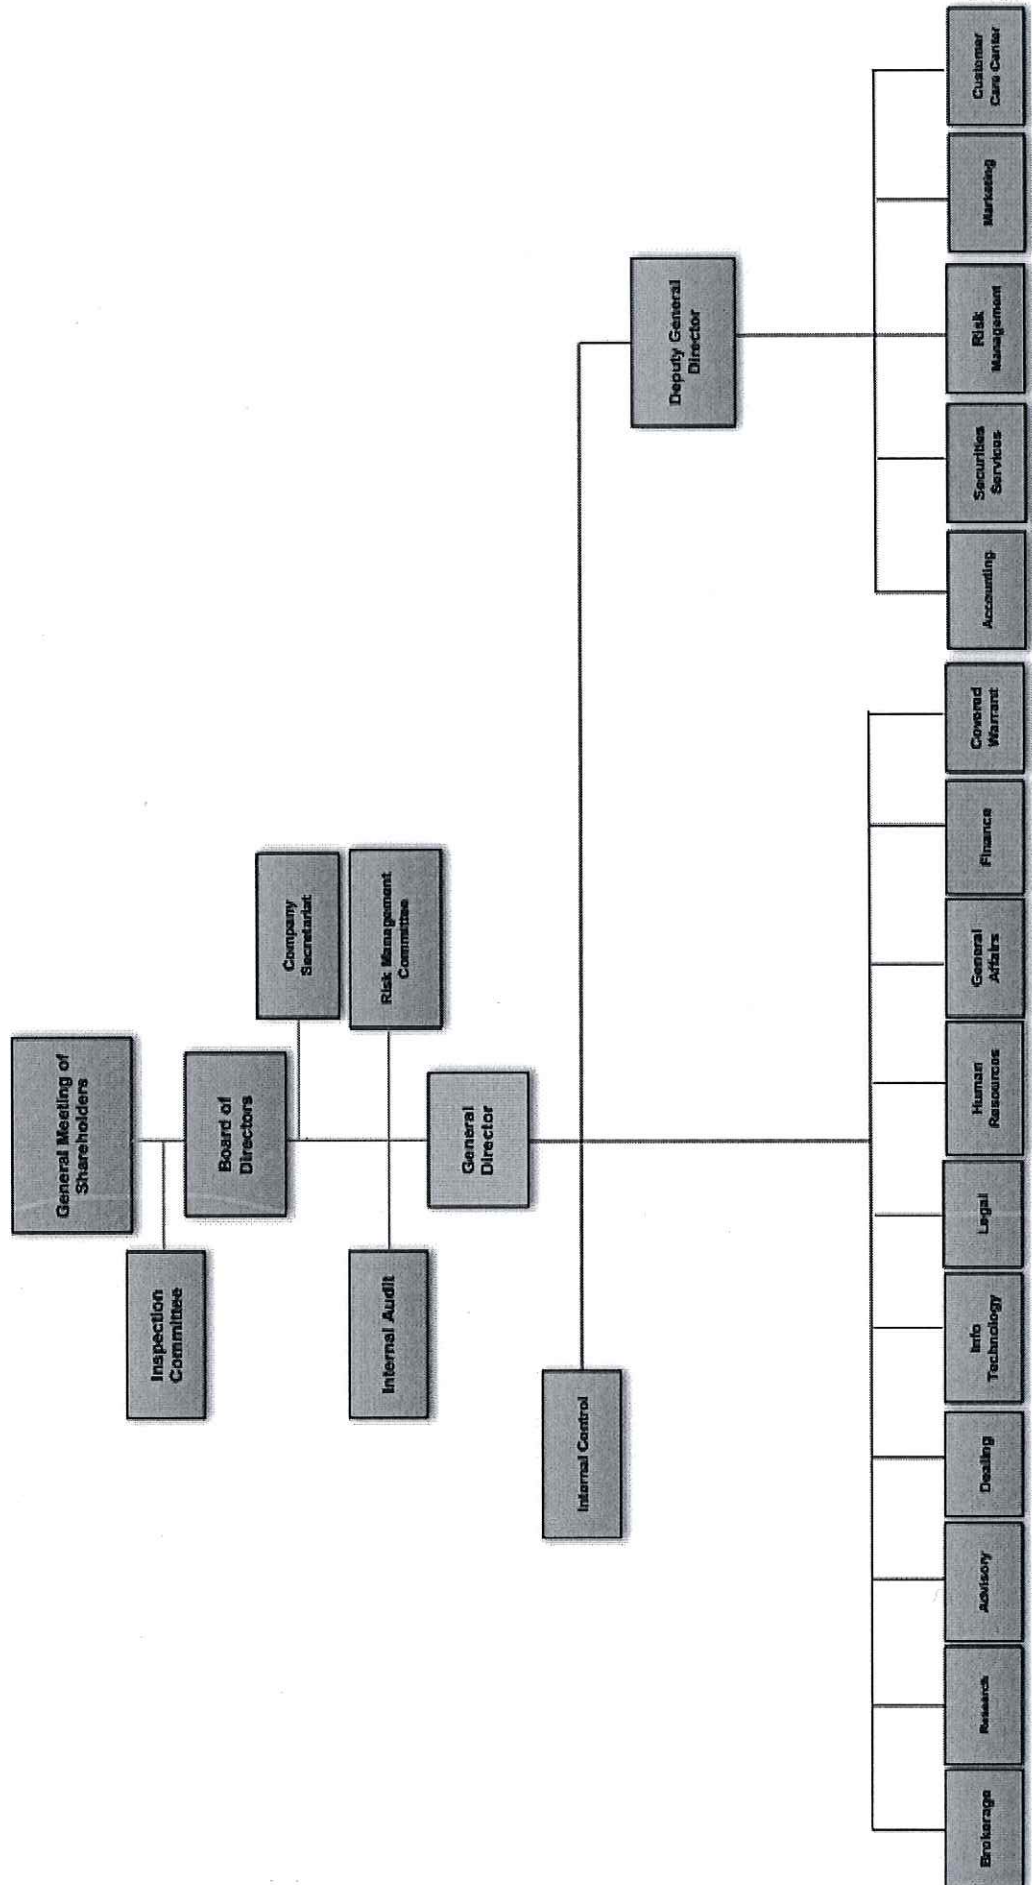 General Meeting of
Shareholders
Inspection
Committee
Board of
Directors
Company
Secretariat
Internal Audit
Risk Management
Committee
General
Director
Internal Control
Deputy General
Director
Brokerage
Research
Advisory
Dealing
Info
Technology
Legal
Human
Resources
General
Affairs
Finance
Covered
Warrant
Accounting
Securities
Services
Risk
Management
Marketing
Customer
Care Center